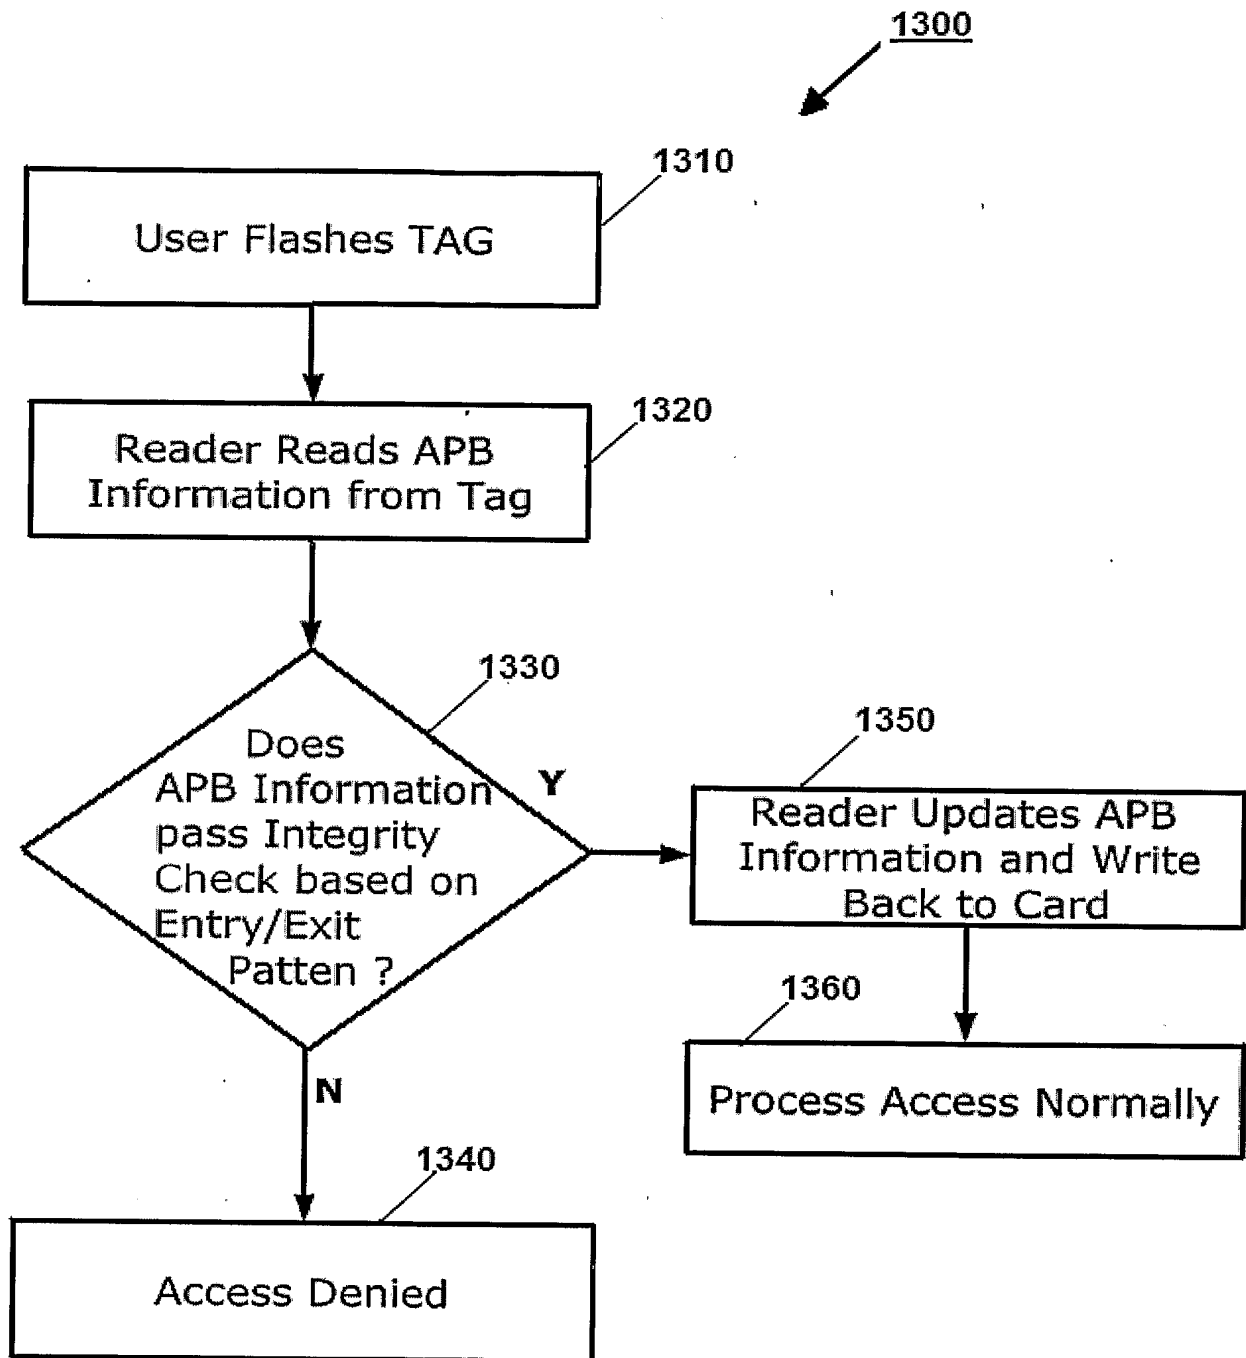 1300
1310
User Flashes TAG
1320
Reader Reads APB
Information from Tag
1330
Does
APB Information
pass Integrity
Check based on
Entry/Exit
Patten ?
Y
1350
Reader Updates APB
Information and Write
Back to Card
1360
Process Access Normally
N
1340
Access Denied